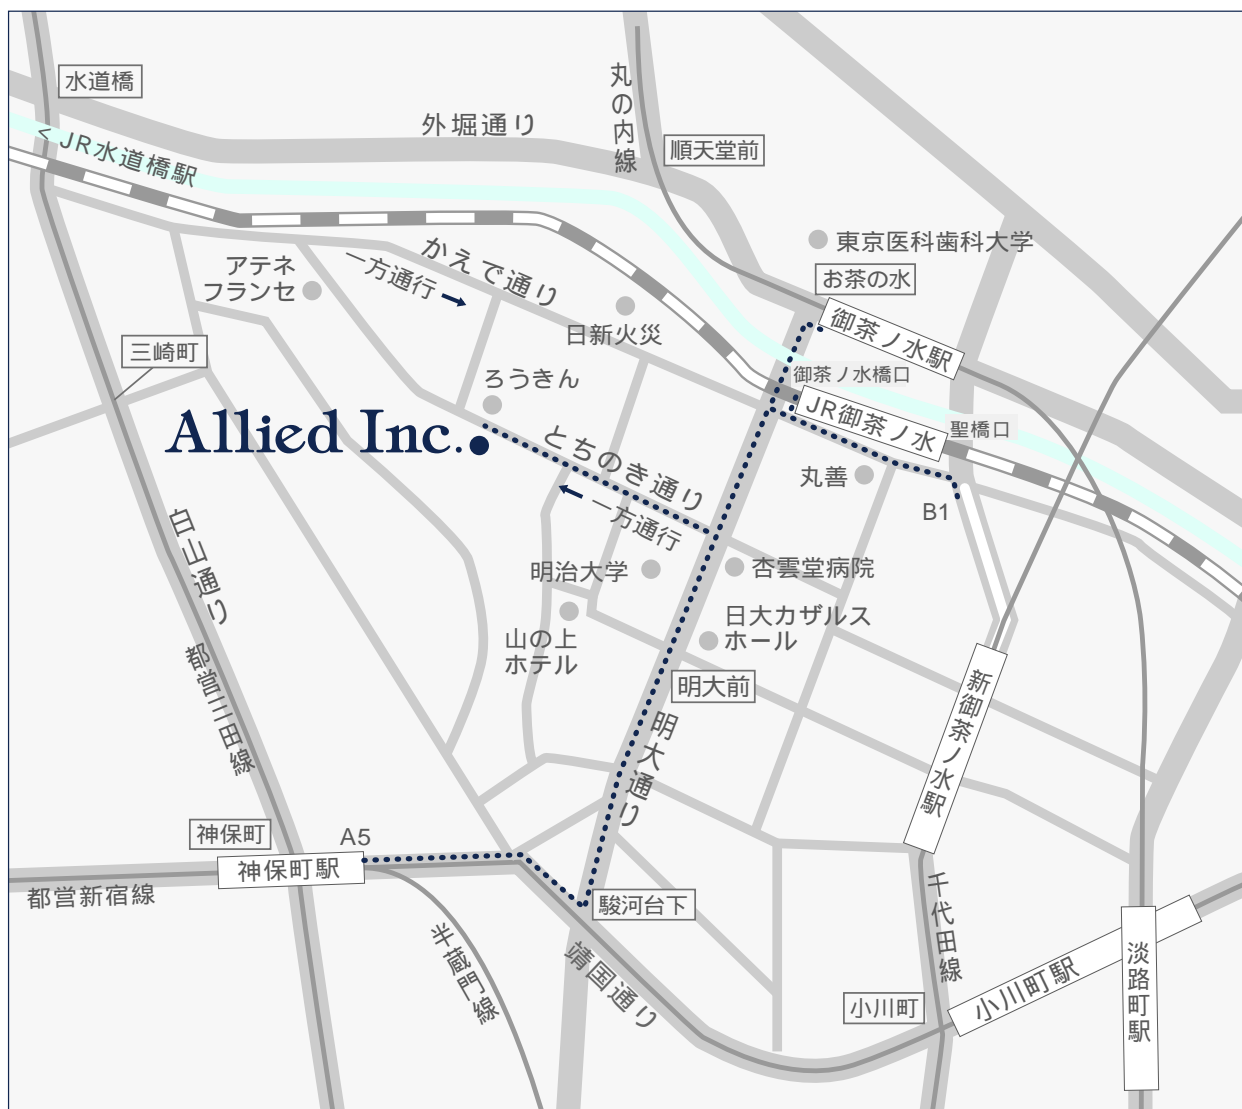 水道橋
< JR水道橋駅
外堀通り
丸の内線
順天堂前
東京医科歯科大学
お茶の水
御茶ノ水駅
かえで通り
一方通行
アテネ
フランセ
日新火災
三崎町
ろうきん
御茶ノ水橋口
JR御茶ノ水
聖橋口
Allied Inc.
とちのき通り
一方通行
丸善
B1
白山通り
明治大学
杏雲堂病院
日大カザルス
ホール
山の上
ホテル
都営三田線
明大前
新御茶ノ水駅
明大通り
神保町
A5
神保町駅
都営新宿線
駿河台下
千代田線
半蔵門線
靖国通り
小川町
小川町駅
淡路町駅